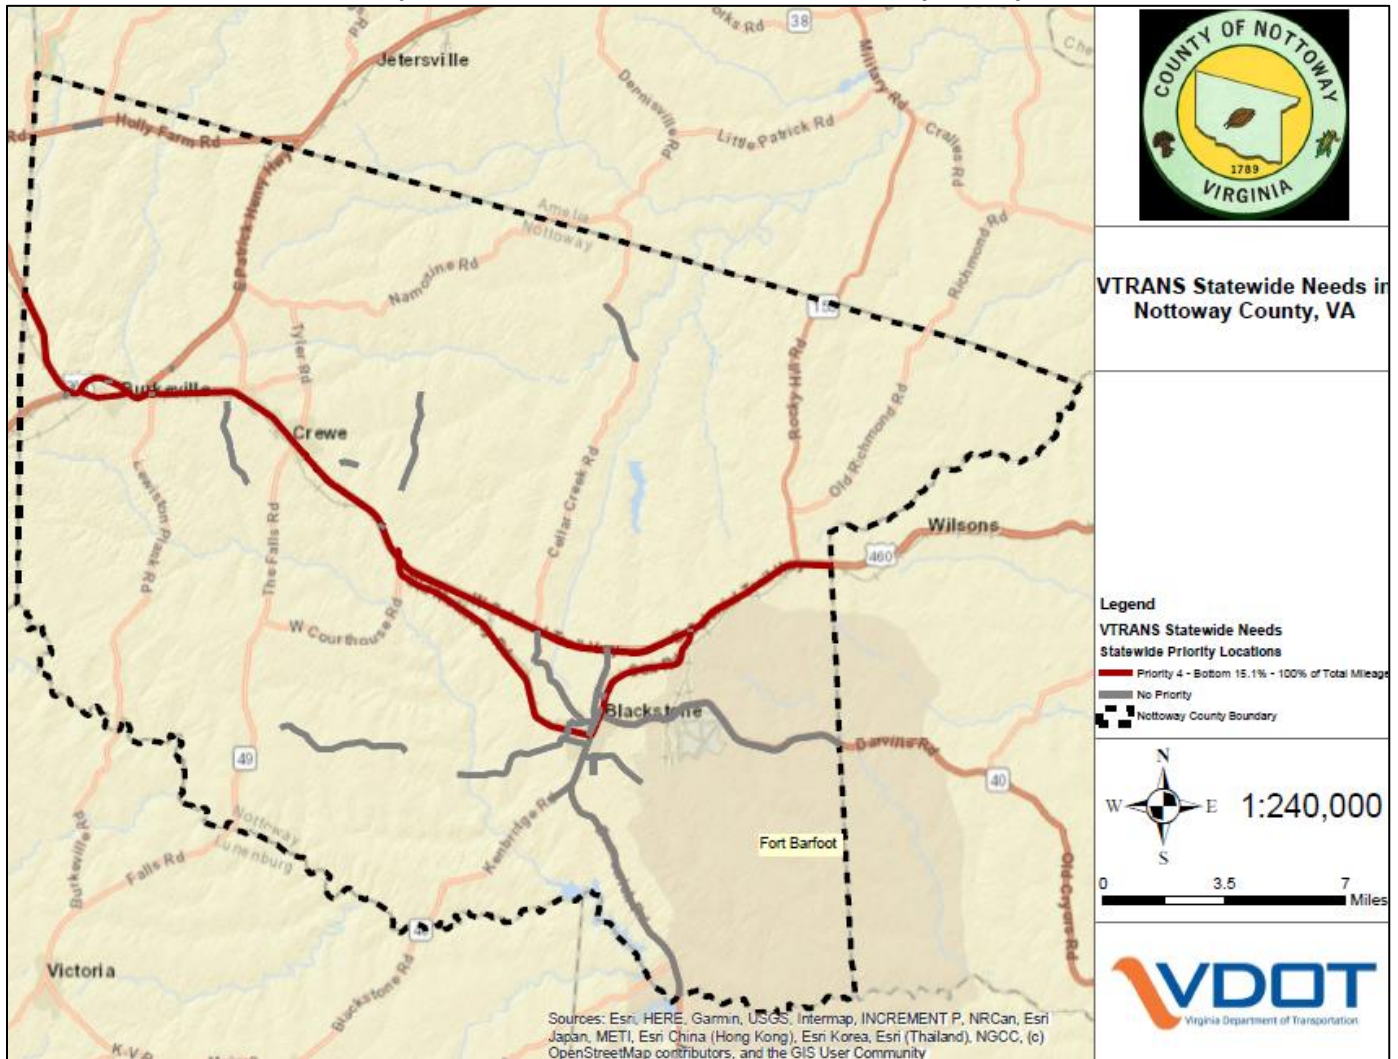 38
Jetersville
Dennisville Rd
Military Rd
Little Patrick Rd
Cralles Rd
Rd
Holly Farm Rd
E Patrick Henry Hwy
Amelia
Nottoway
Namozine Rd
Richmond Rd
153
Tyler Rd
Rocky Hill Rd
Burkeville
Crewe
Old Richmond Rd
Lewiston Plank Rd
The Falls Rd
Cellar Creek Rd
Wilsons
460
W Courthouse Rd
Blackstone
Darvills Rd
40
49
Nottoway
Lunenburg
Burkeville Rd
Falls Rd
Kenbridge Rd
Fort Barfoot
Old Cryors Rd
Victoria
Blackstone Rd
Sources: Esri, HERE, Garmin, USGS, Intermap, INCREMENT P, NRCan, Esri
Japan, METI, Esri China (Hong Kong), Esri Korea, Esri (Thailand), NGCC, (c)
OpenStreetMap contributors, and the GIS User Community
COUNTY OF NOTTOWAY
1789
VIRGINIA
VTRANS Statewide Needs in
Nottoway County, VA
Legend
VTRANS Statewide Needs
Statewide Priority Locations
Priority 4 - Bottom 15.1% - 100% of Total Mileage
No Priority
Nottoway County Boundary
N
W E
S
1:240,000
0 3.5 7
Miles
VDOT
Virginia Department of Transportation